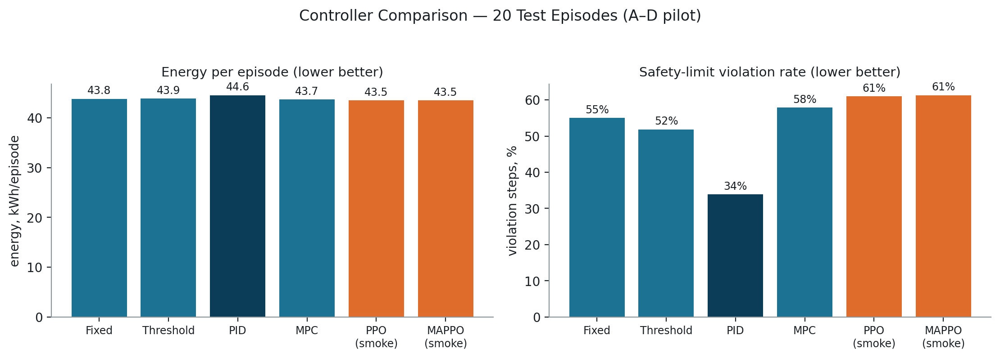 Controller Comparison — 20 Test Episodes (A–D pilot)
Energy per episode (lower better)
43.8 43.9 44.6 43.7 43.5 43.5
energy, kWh/episode
40
30
20
10
0
Fixed Threshold PID MPC PPO (smoke) MAPPO (smoke)
Safety-limit violation rate (lower better)
55% 52% 34% 58% 61% 61%
violation steps, %
60
50
40
30
20
10
0
Fixed Threshold PID MPC PPO (smoke) MAPPO (smoke)